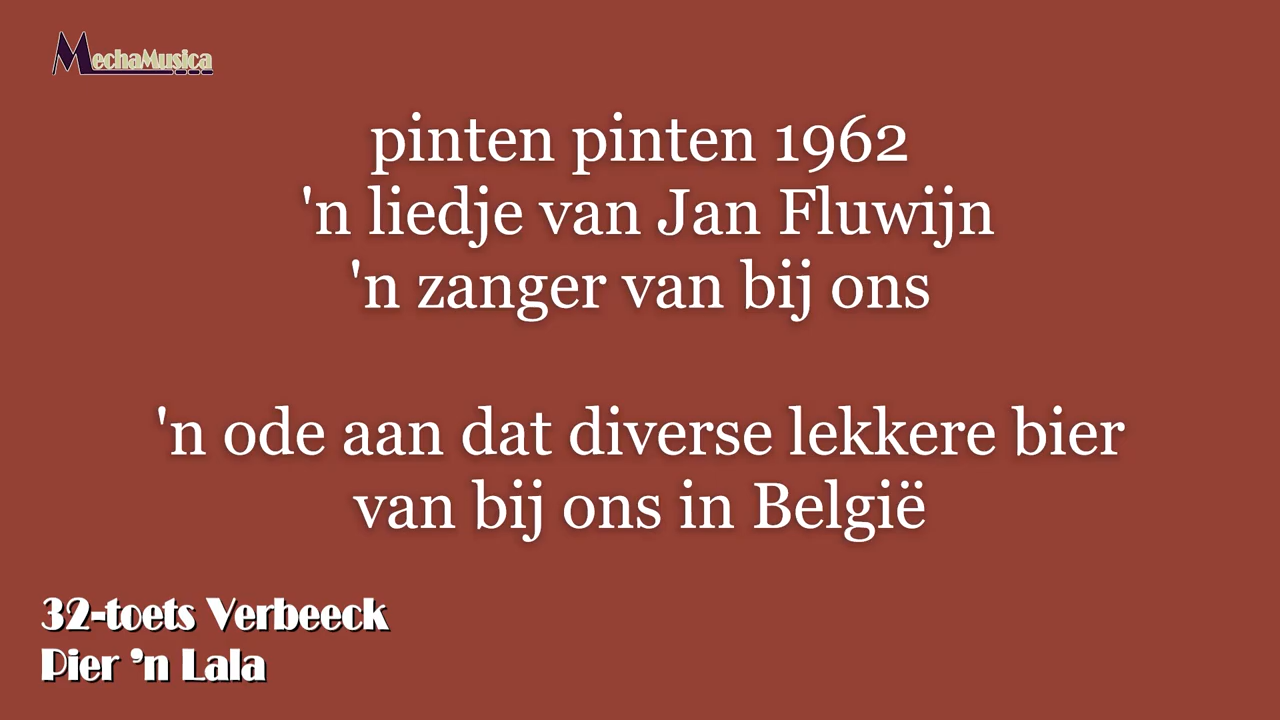 MechaMusica
pinten pinten 1962
'n liedje van Jan Fluwijn
'n zanger van bij ons
'n ode aan dat diverse lekkere bier
van bij ons in België
32-toets Verbeeck
Pier ’n Lala